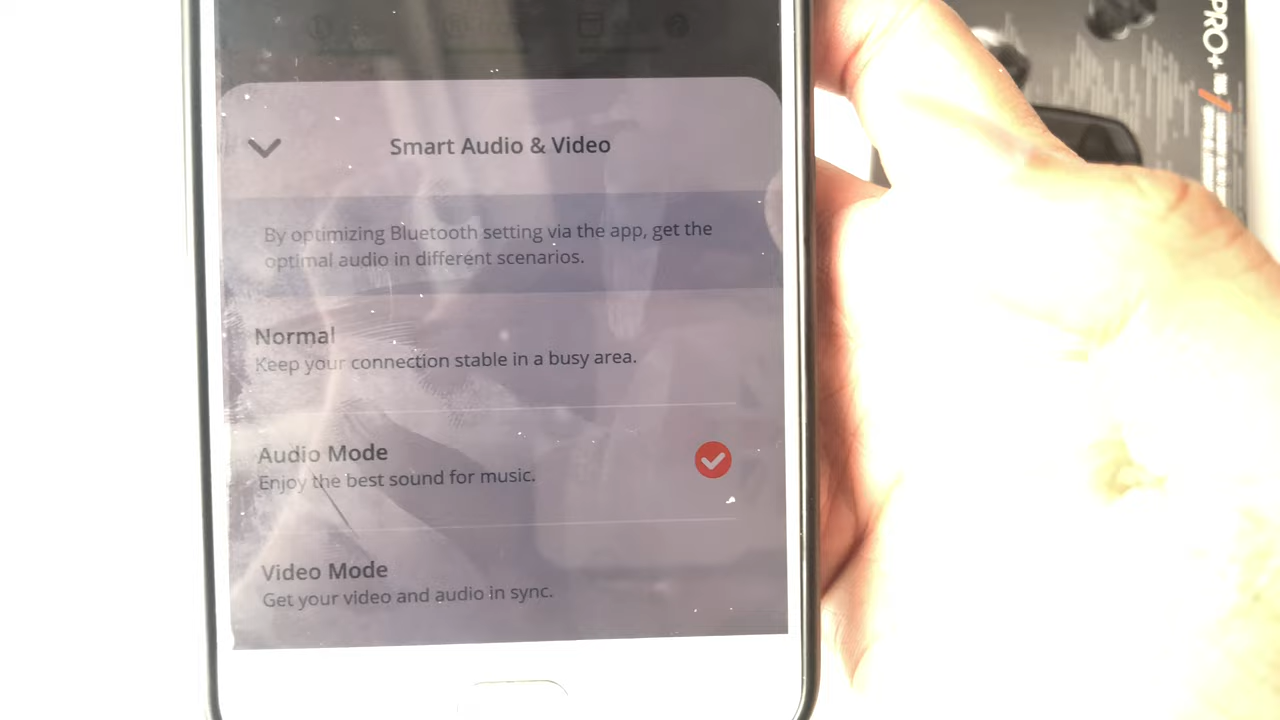 Smart Audio & Video
By optimizing Bluetooth setting via the app, get the
optimal audio in different scenarios.
Normal
Keep your connection stable in a busy area.
Audio Mode
Enjoy the best sound for music.
Video Mode
Get your video and audio in sync.
PRO+